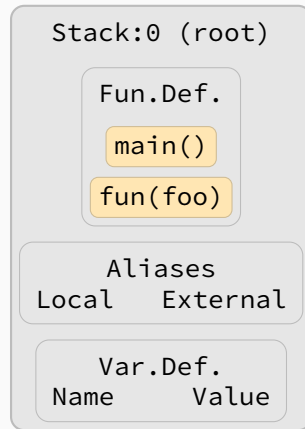 Stack:0 (root)
Fun.Def.
main()
fun(foo)
Aliases
Local External
Var.Def.
Name Value